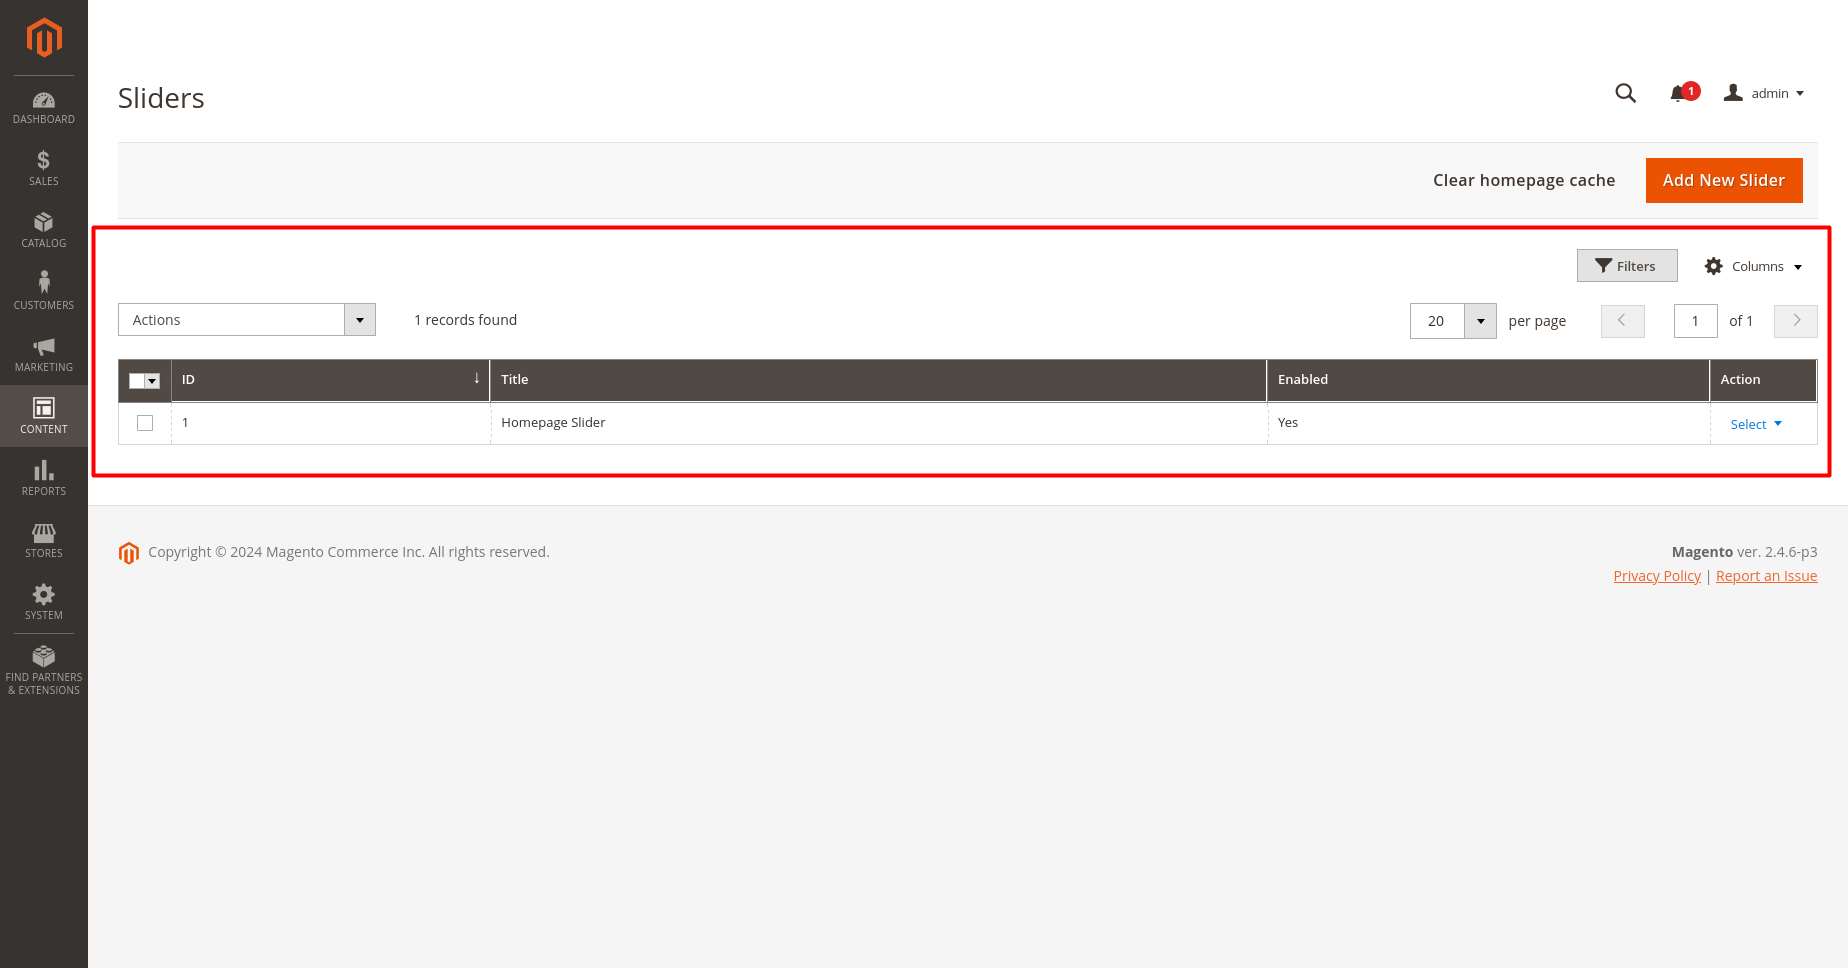 DASHBOARD
SALES
CATALOG
CUSTOMERS
MARKETING
CONTENT
REPORTS
STORES
SYSTEM
FIND PARTNERS
& EXTENSIONS
Sliders
1
admin
Clear homepage cache
Add New Slider
Filters
Columns
Actions
1 records found
20
per page
1
of 1
ID ↓ Title Enabled Action
1 Homepage Slider Yes Select
Copyright © 2024 Magento Commerce Inc. All rights reserved.
Magento ver. 2.4.6-p3
Privacy Policy | Report an Issue